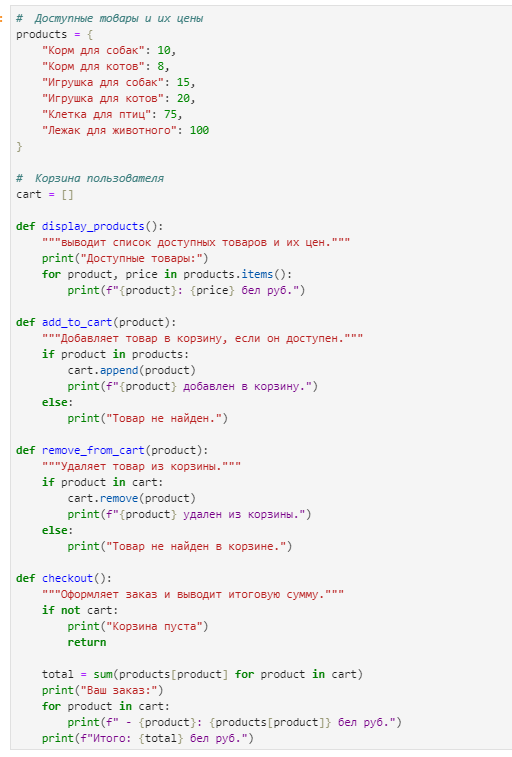 # Доступные товары и их цены
products = {
    "Корм для собак": 10,
    "Корм для котов": 8,
    "Игрушка для собак": 15,
    "Игрушка для котов": 20,
    "Клетка для птиц": 75,
    "Лежак для животного": 100
}
# Корзина пользователя
cart = []
def display_products():
    """выводит список доступных товаров и их цен."""
    print("Доступные товары:")
    for product, price in products.items():
        print(f"{product}: {price} бел руб.")
def add_to_cart(product):
    """Добавляет товар в корзину, если он доступен."""
    if product in products:
        cart.append(product)
        print(f"{product} добавлен в корзину.")
    else:
        print("Товар не найден.")
def remove_from_cart(product):
    """Удаляет товар из корзины."""
    if product in cart:
        cart.remove(product)
        print(f"{product} удален из корзины.")
    else:
        print("Товар не найден в корзине.")
def checkout():
    """Оформляет заказ и выводит итоговую сумму."""
    if not cart:
        print("Корзина пуста")
        return
    total = sum(products[product] for product in cart)
    print("Ваш заказ:")
    for product in cart:
        print(f" - {product}: {products[product]} бел руб.")
    print(f"Итого: {total} бел руб.")